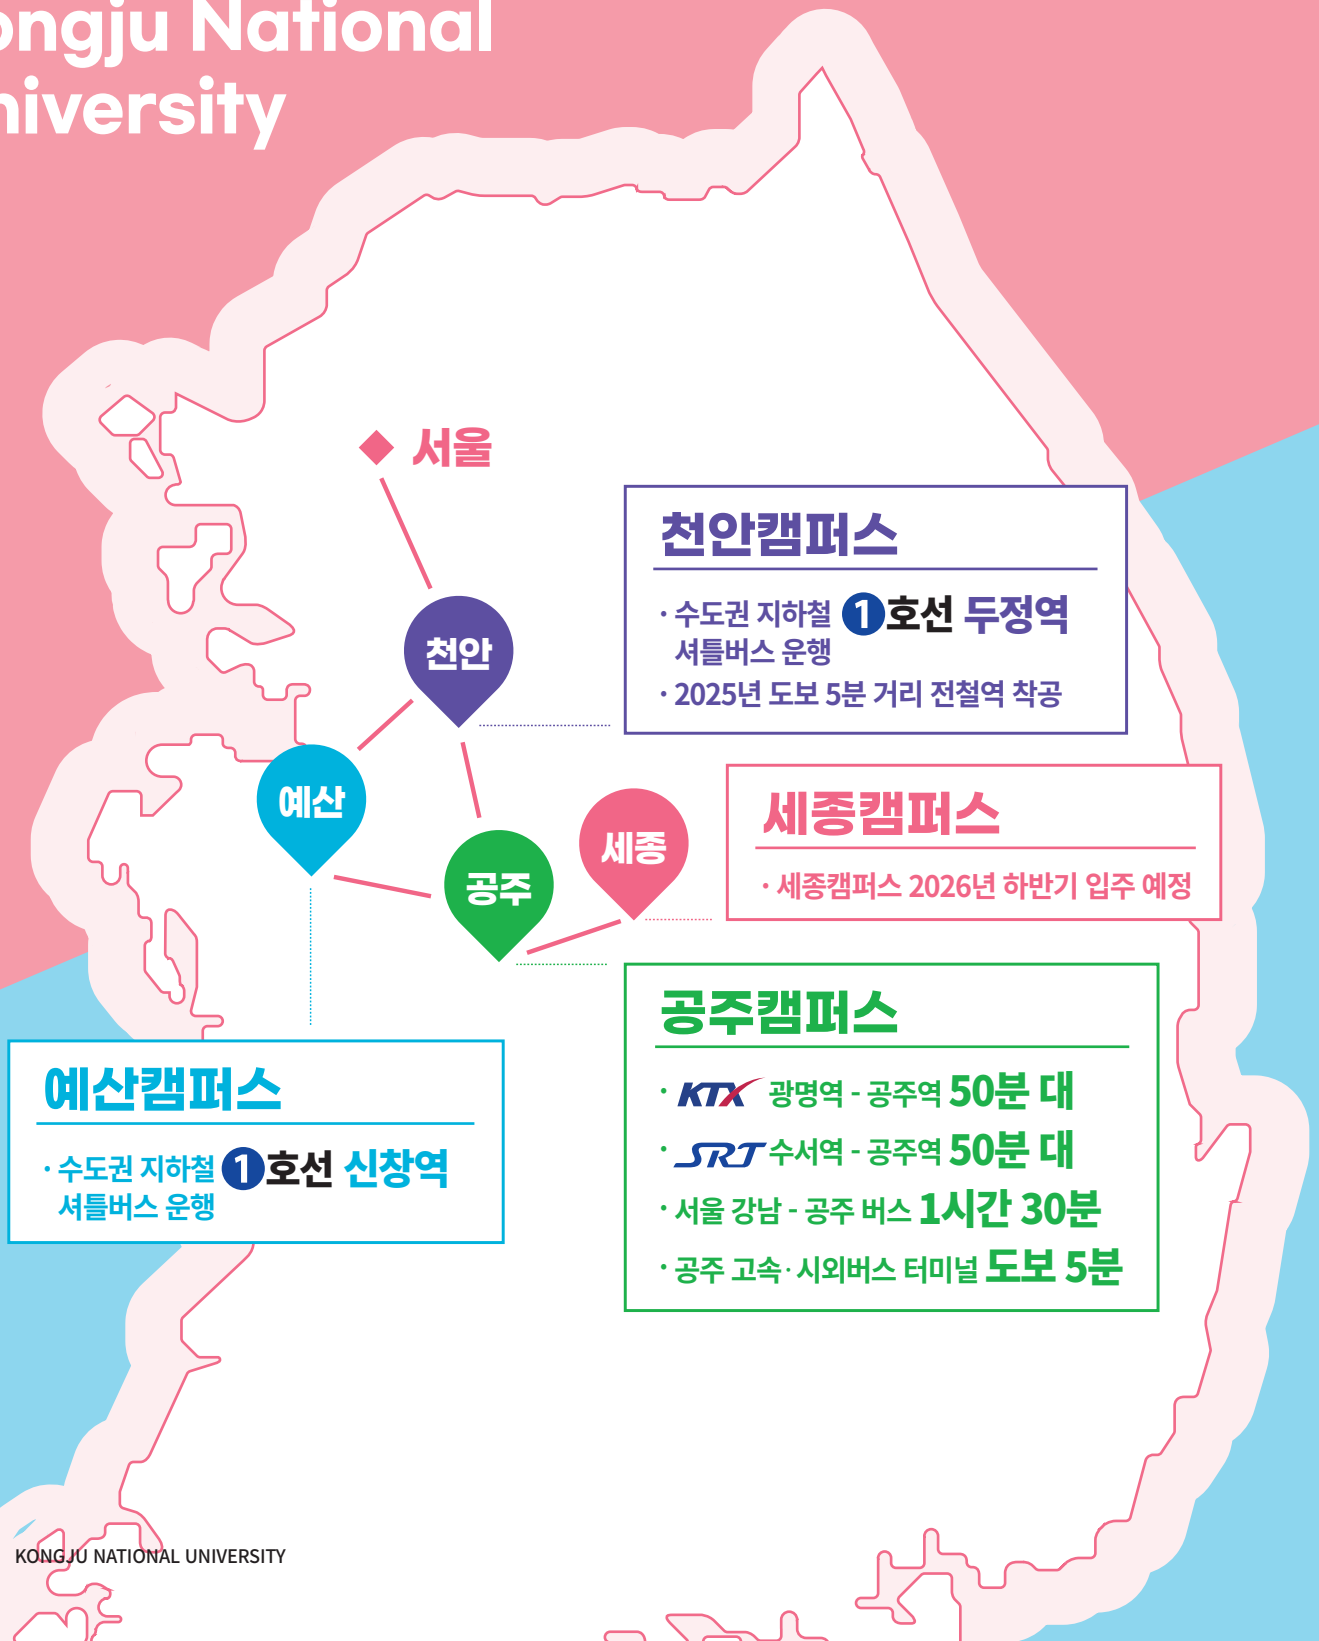 ongju National
niversity
서울
천안
예산
공주
세종
천안캠퍼스
· 수도권 지하철 1호선 두정역
셔틀버스 운행
· 2025년 도보 5분 거리 전철역 착공
세종캠퍼스
· 세종캠퍼스 2026년 하반기 입주 예정
공주캠퍼스
· KTX 광명역 - 공주역 50분 대
· SRT 수서역 - 공주역 50분 대
· 서울 강남 - 공주 버스 1시간 30분
· 공주 고속·시외버스 터미널 도보 5분
예산캠퍼스
· 수도권 지하철 1호선 신창역
셔틀버스 운행
KONGJU NATIONAL UNIVERSITY